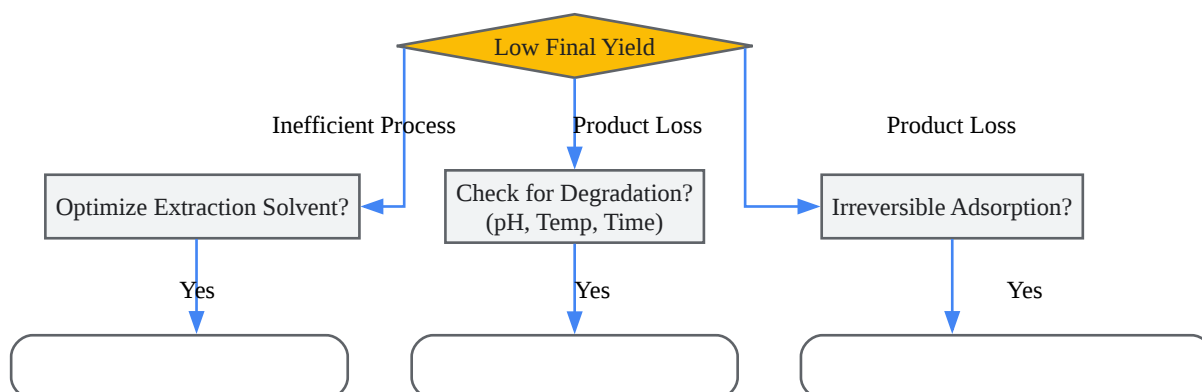 Low Final Yield
Inefficient Process
Product Loss
Product Loss
Optimize Extraction Solvent?
Check for Degradation?
(pH, Temp, Time)
Irreversible Adsorption?
Yes
Yes
Yes